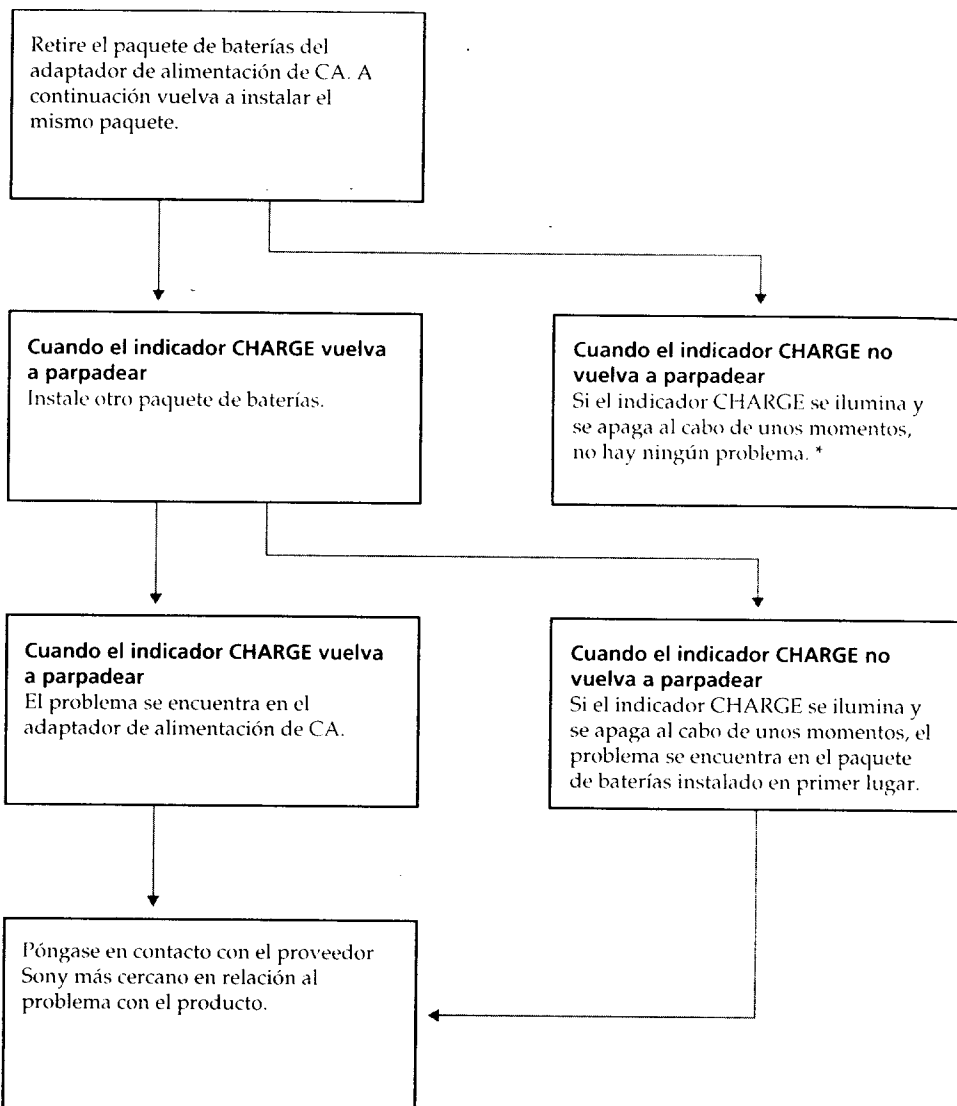 Retire el paquete de baterías del
adaptador de alimentación de CA. A
continuación vuelva a instalar el
mismo paquete.
Cuando el indicador CHARGE vuelva
a parpadear
Instale otro paquete de baterías.
Cuando el indicador CHARGE no
vuelva a parpadear
Si el indicador CHARGE se ilumina y
se apaga al cabo de unos momentos,
no hay ningún problema. *
Cuando el indicador CHARGE vuelva
a parpadear
El problema se encuentra en el
adaptador de alimentación de CA.
Cuando el indicador CHARGE no
vuelva a parpadear
Si el indicador CHARGE se ilumina y
se apaga al cabo de unos momentos, el
problema se encuentra en el paquete
de baterías instalado en primer lugar.
Póngase en contacto con el proveedor
Sony más cercano en relación al
problema con el producto.